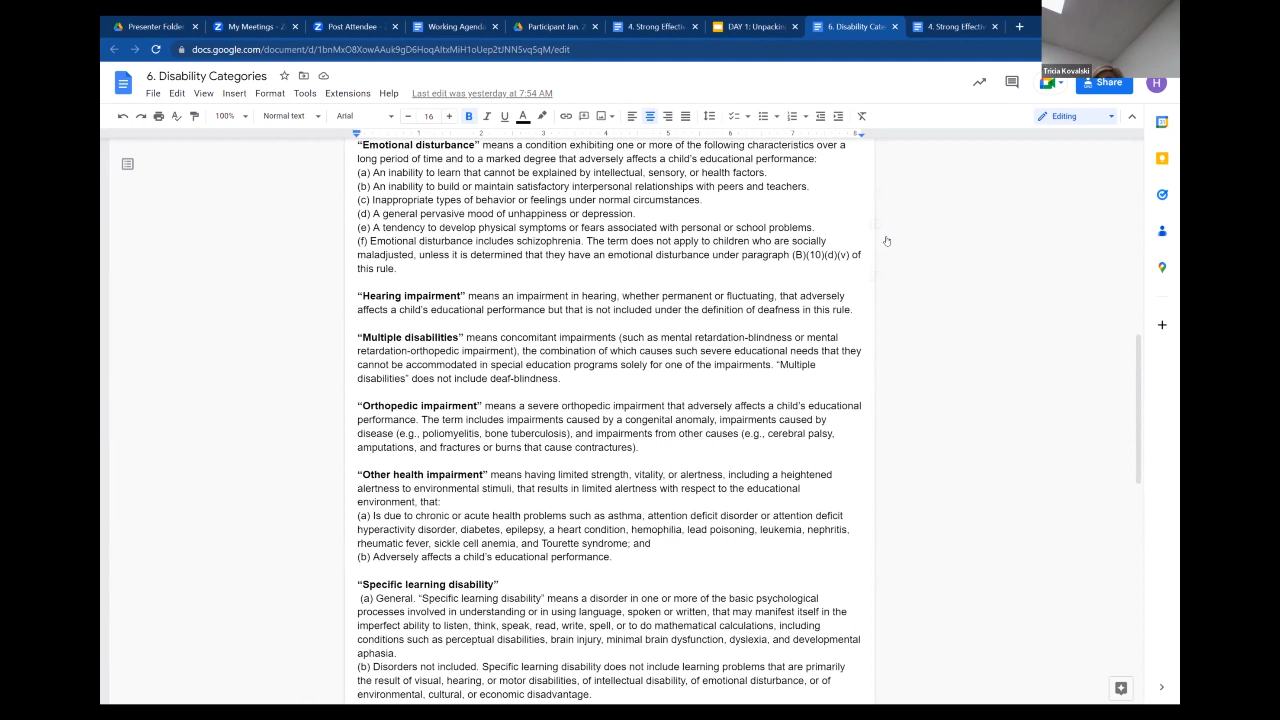 Presenter Folder
My Meetings - Z
Post Attendee - Z
Working Agenda
Participant Jan. 2
4. Strong Effectiv
DAY 1: Unpackin
6. Disability Cate
4. Strong Effectiv
docs.google.com/document/d/1bnMxO8XowAAuk9gD6HoqAltxMiH1oUep2tJNN5vq5qM/edit
Tricia Kovalski
6. Disability Categories
File Edit View Insert Format Tools Extensions Help Last edit was yesterday at 7:54 AM
Share
H
100% Normal text Arial 16 B I U A Editing
1 2 3 4 5 6 7 8
“Emotional disturbance” means a condition exhibiting one or more of the following characteristics over a
long period of time and to a marked degree that adversely affects a child’s educational performance:
(a) An inability to learn that cannot be explained by intellectual, sensory, or health factors.
(b) An inability to build or maintain satisfactory interpersonal relationships with peers and teachers.
(c) Inappropriate types of behavior or feelings under normal circumstances.
(d) A general pervasive mood of unhappiness or depression.
(e) A tendency to develop physical symptoms or fears associated with personal or school problems.
(f) Emotional disturbance includes schizophrenia. The term does not apply to children who are socially
maladjusted, unless it is determined that they have an emotional disturbance under paragraph (B)(10)(d)(v) of
this rule.
“Hearing impairment” means an impairment in hearing, whether permanent or fluctuating, that adversely
affects a child’s educational performance but that is not included under the definition of deafness in this rule.
“Multiple disabilities” means concomitant impairments (such as mental retardation-blindness or mental
retardation-orthopedic impairment), the combination of which causes such severe educational needs that they
cannot be accommodated in special education programs solely for one of the impairments. “Multiple
disabilities” does not include deaf-blindness.
“Orthopedic impairment” means a severe orthopedic impairment that adversely affects a child’s educational
performance. The term includes impairments caused by a congenital anomaly, impairments caused by
disease (e.g., poliomyelitis, bone tuberculosis), and impairments from other causes (e.g., cerebral palsy,
amputations, and fractures or burns that cause contractures).
“Other health impairment” means having limited strength, vitality, or alertness, including a heightened
alertness to environmental stimuli, that results in limited alertness with respect to the educational
environment, that:
(a) Is due to chronic or acute health problems such as asthma, attention deficit disorder or attention deficit
hyperactivity disorder, diabetes, epilepsy, a heart condition, hemophilia, lead poisoning, leukemia, nephritis,
rheumatic fever, sickle cell anemia, and Tourette syndrome; and
(b) Adversely affects a child’s educational performance.
“Specific learning disability”
(a) General. “Specific learning disability” means a disorder in one or more of the basic psychological
processes involved in understanding or in using language, spoken or written, that may manifest itself in the
imperfect ability to listen, think, speak, read, write, spell, or to do mathematical calculations, including
conditions such as perceptual disabilities, brain injury, minimal brain dysfunction, dyslexia, and developmental
aphasia.
(b) Disorders not included. Specific learning disability does not include learning problems that are primarily
the result of visual, hearing, or motor disabilities, of intellectual disability, of emotional disturbance, or of
environmental, cultural, or economic disadvantage.